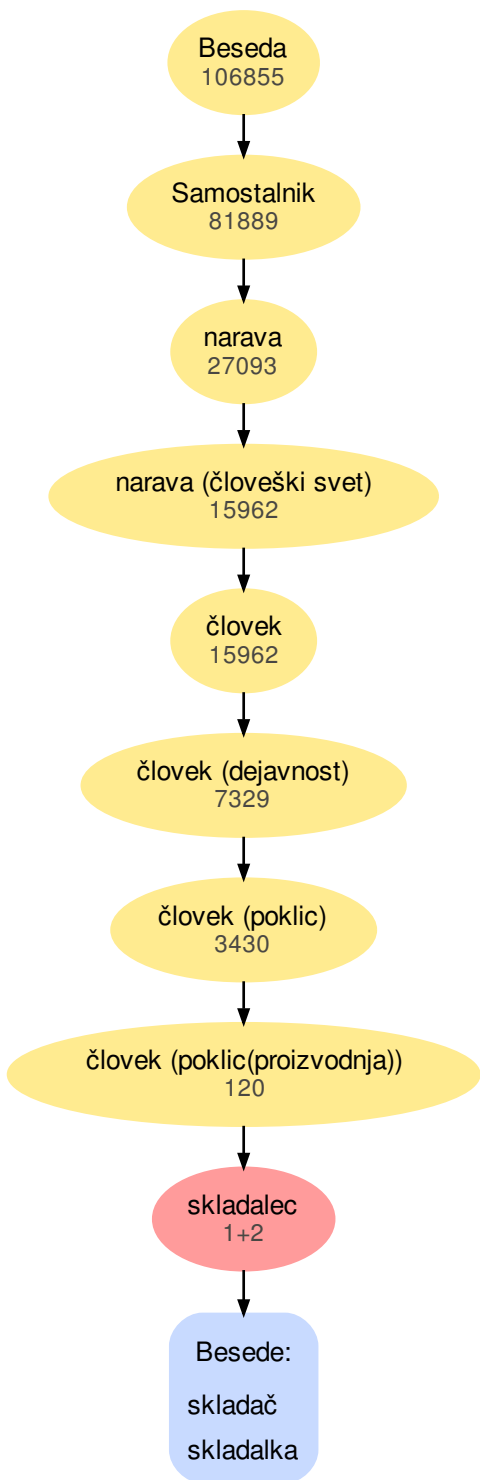 Beseda
106855
Samostalnik
81889
narava
27093
narava (človeški svet)
15962
človek
15962
človek (dejavnost)
7329
človek (poklic)
3430
človek (poklic(proizvodnja))
120
skladalec
1+2
Besede:
skladač
skladalka